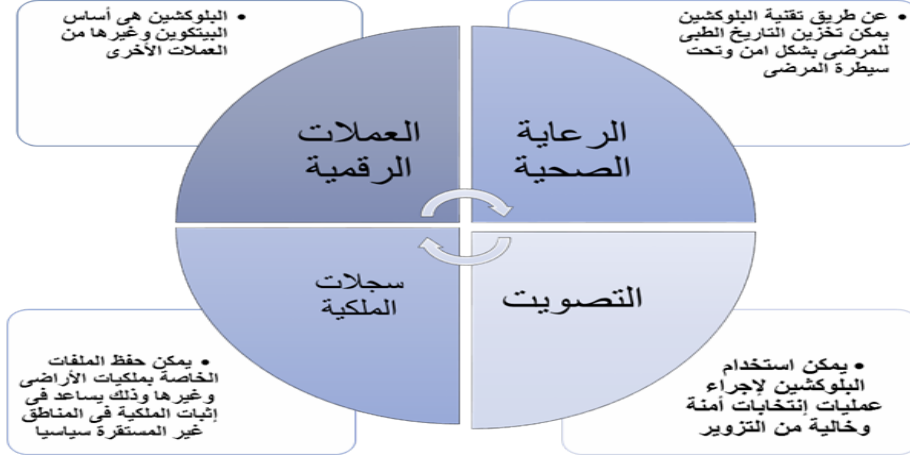 • عن طريق تقنية البلوكشين
يمكن تخزين التاريخ الطبى
للمرضى بشكل امن وتحت
سيطرة المرضى
• البلوكشين هى أساس
البيتكوين وغيرها من
العملات الأخرى
الرعاية
الصحية
العملات
الرقمية
التصويت
سجلات
الملكية
• يمكن استخدام
البلوكشين لإجراء
عمليات إنتخابات أمنة
وخالية من التزوير
• يمكن حفظ الملفات
الخاصة بملكيات الأراضى
وغيرها وذلك يساعد فى
إثبات الملكية فى المناطق
غير المستقرة سياسيا